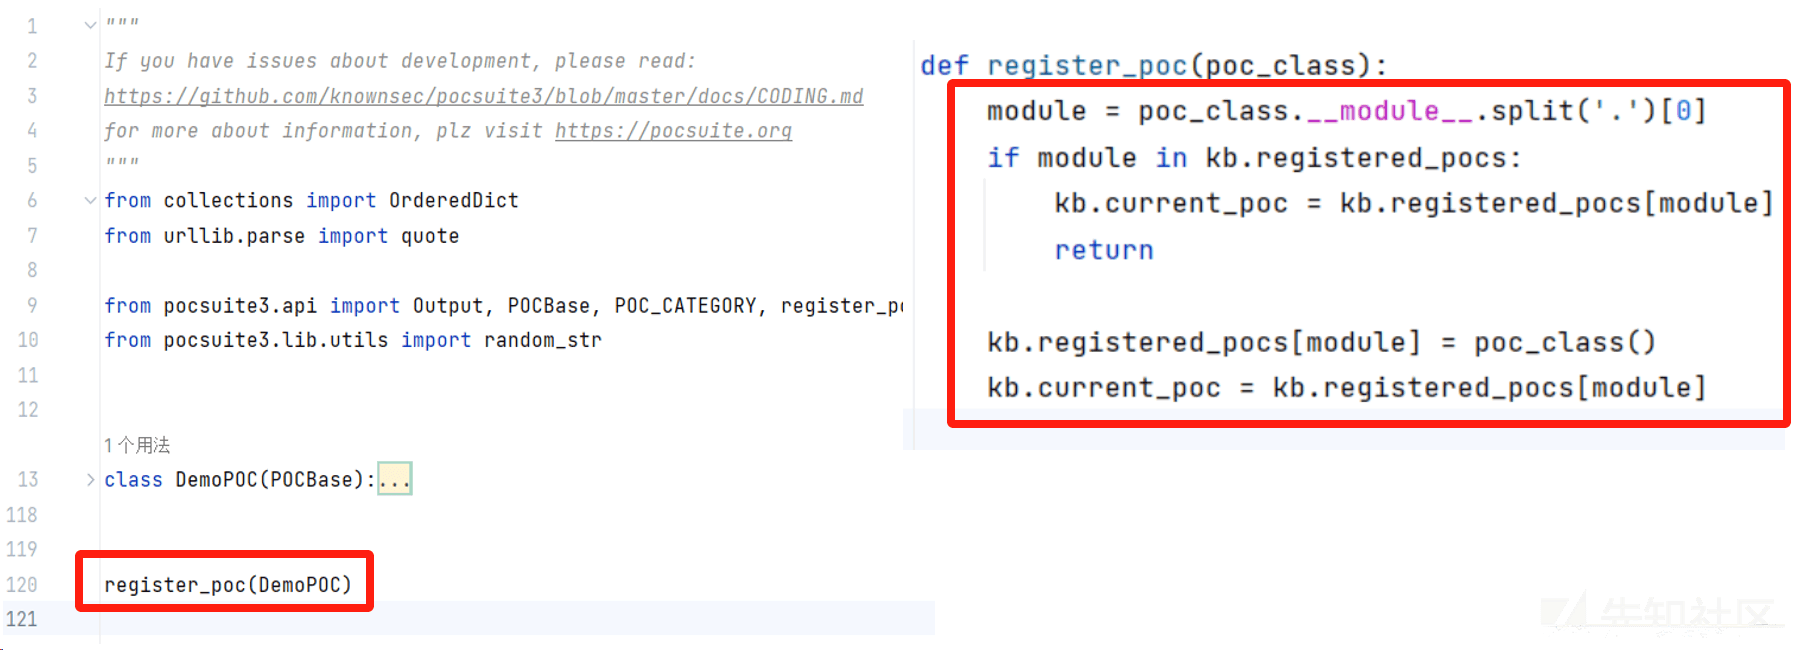 1 """
2 If you have issues about development, please read:
3 https://github.com/knownsec/pocsuite3/blob/master/docs/CODING.md
4 for more about information, plz visit https://pocsuite.org
5 """
6 from collections import OrderedDict
7 from urllib.parse import quote
8
9 from pocsuite3.api import Output, POCBase, POC_CATEGORY, register_po
10 from pocsuite3.lib.utils import random_str
11
12
1 个用法
13 class DemoPOC(POCBase):...
118
119
120 register_poc(DemoPOC)
121
def register_poc(poc_class):
module = poc_class.__module__.split('.')[0]
if module in kb.registered_pocs:
kb.current_poc = kb.registered_pocs[module]
return
kb.registered_pocs[module] = poc_class()
kb.current_poc = kb.registered_pocs[module]
先知社区